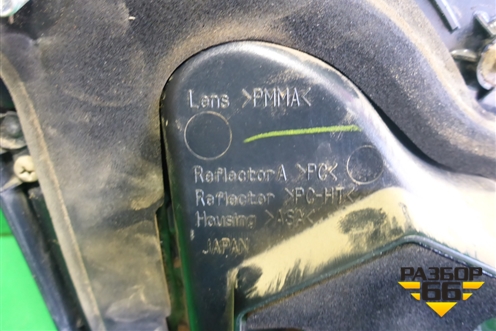 Lens >PMMA<
ReflectorA >PC<
Reflector >PC-HT<
Housing >ASA<
JAPAN
РАЗБОР
66